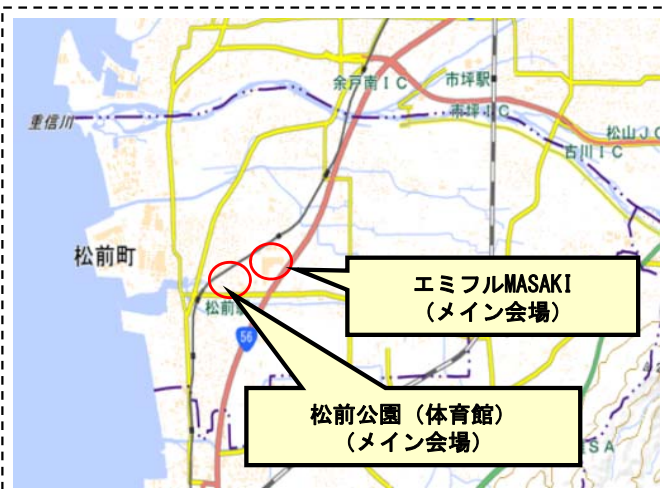 余戸南IC
市坪駅
重信川
市坪IC
松山JC
古川IC
松前町
エミフルMASAKI
（メイン会場）
松前
56
松前公園（体育館）
（メイン会場）
SA